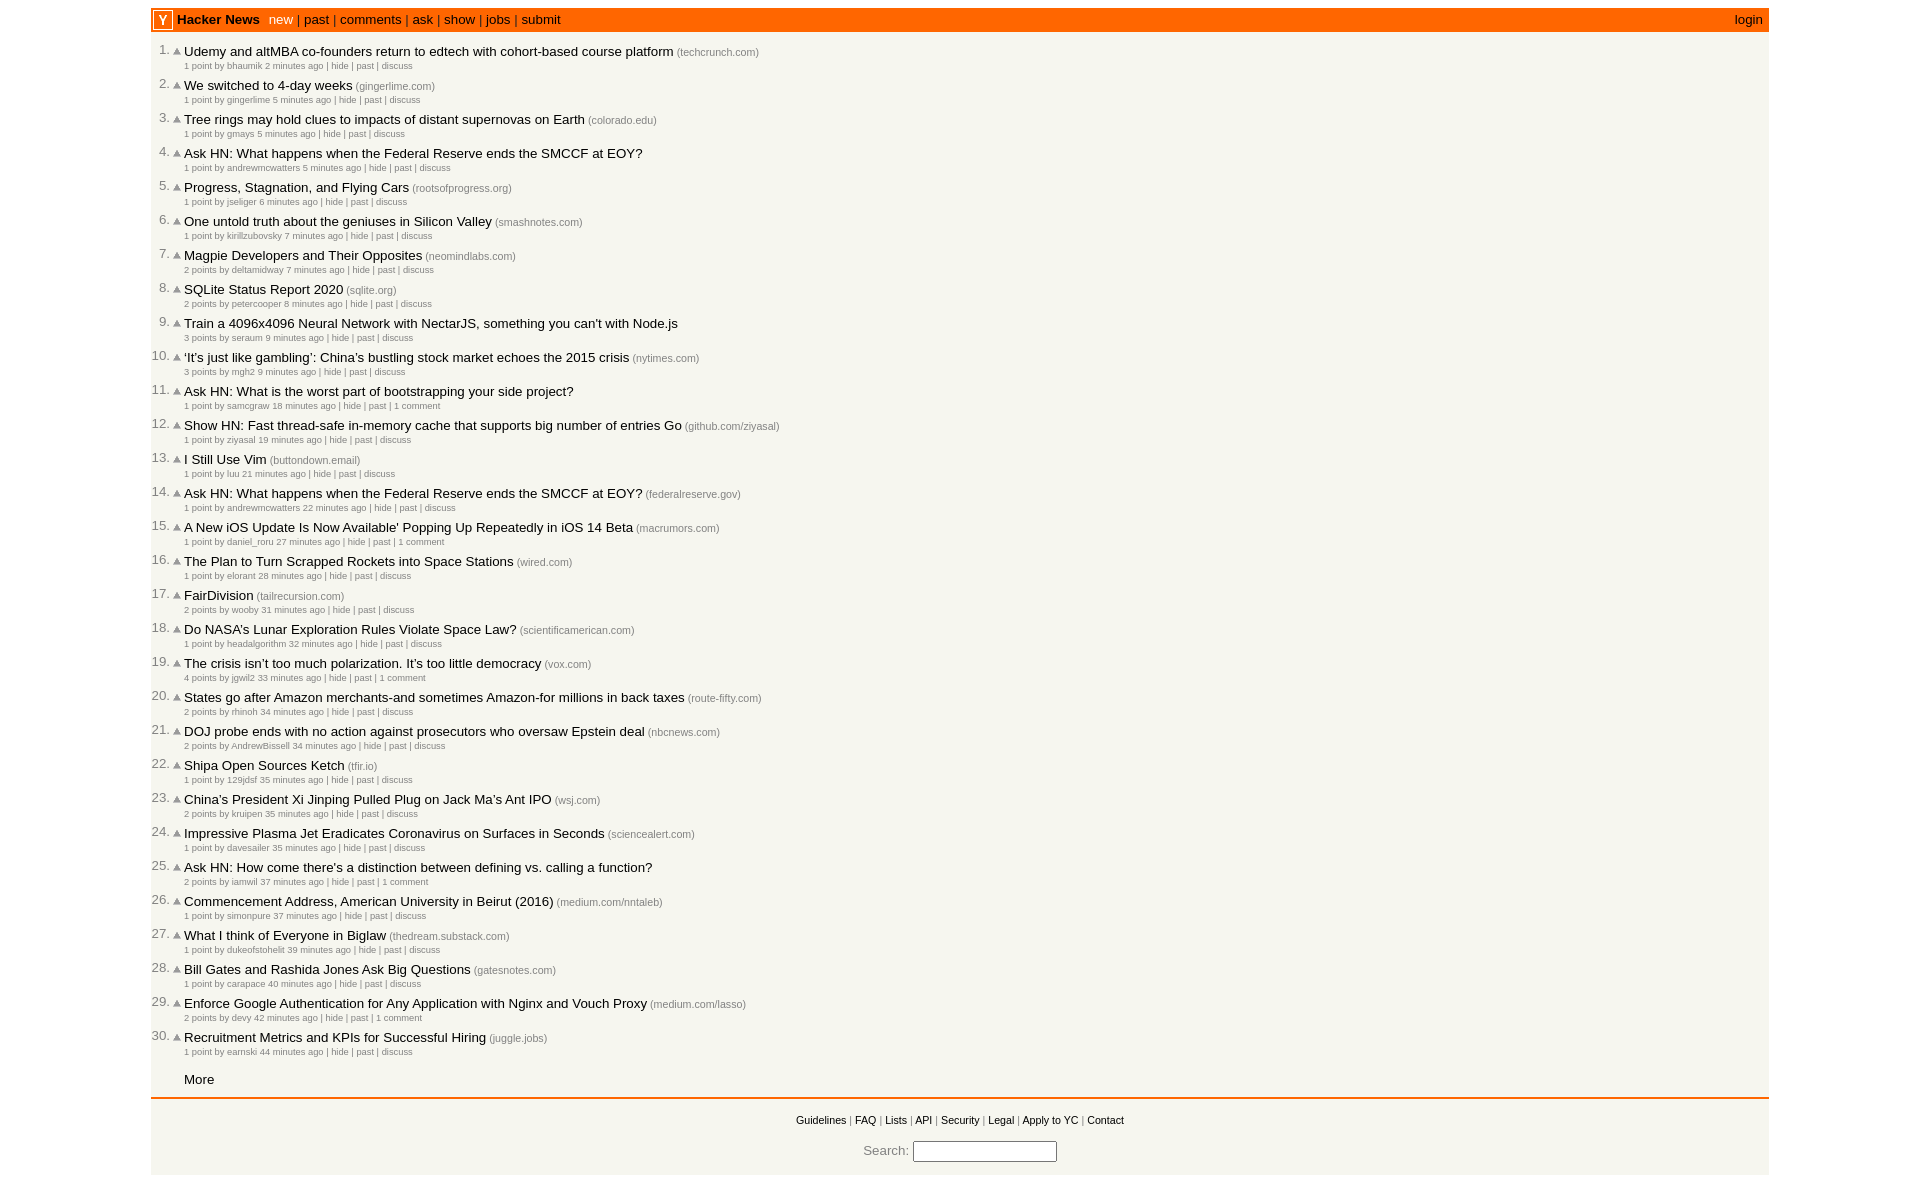 Y Hacker News new | past | comments | ask | show | jobs | submit login
1. Udemy and altMBA co-founders return to edtech with cohort-based course platform (techcrunch.com)
1 point by bhaumik 2 minutes ago | hide | past | discuss
2. We switched to 4-day weeks (gingerlime.com)
1 point by gingerlime 5 minutes ago | hide | past | discuss
3. Tree rings may hold clues to impacts of distant supernovas on Earth (colorado.edu)
1 point by gmays 5 minutes ago | hide | past | discuss
4. Ask HN: What happens when the Federal Reserve ends the SMCCF at EOY?
1 point by andrewmcwatters 5 minutes ago | hide | past | discuss
5. Progress, Stagnation, and Flying Cars (rootsofprogress.org)
1 point by jseliger 6 minutes ago | hide | past | discuss
6. One untold truth about the geniuses in Silicon Valley (smashnotes.com)
1 point by kirillzubovsky 7 minutes ago | hide | past | discuss
7. Magpie Developers and Their Opposites (neomindlabs.com)
2 points by deltamidway 7 minutes ago | hide | past | discuss
8. SQLite Status Report 2020 (sqlite.org)
2 points by petercooper 8 minutes ago | hide | past | discuss
9. Train a 4096x4096 Neural Network with NectarJS, something you can't with Node.js
3 points by seraum 9 minutes ago | hide | past | discuss
10. ‘It’s just like gambling’: China’s bustling stock market echoes the 2015 crisis (nytimes.com)
3 points by mgh2 9 minutes ago | hide | past | discuss
11. Ask HN: What is the worst part of bootstrapping your side project?
1 point by samcgraw 18 minutes ago | hide | past | 1 comment
12. Show HN: Fast thread-safe in-memory cache that supports big number of entries Go (github.com/ziyasal)
1 point by ziyasal 19 minutes ago | hide | past | discuss
13. I Still Use Vim (buttondown.email)
1 point by luu 21 minutes ago | hide | past | discuss
14. Ask HN: What happens when the Federal Reserve ends the SMCCF at EOY? (federalreserve.gov)
1 point by andrewmcwatters 22 minutes ago | hide | past | discuss
15. A New iOS Update Is Now Available' Popping Up Repeatedly in iOS 14 Beta (macrumors.com)
1 point by daniel_roru 27 minutes ago | hide | past | 1 comment
16. The Plan to Turn Scrapped Rockets into Space Stations (wired.com)
1 point by elorant 28 minutes ago | hide | past | discuss
17. FairDivision (tailrecursion.com)
2 points by wooby 31 minutes ago | hide | past | discuss
18. Do NASA’s Lunar Exploration Rules Violate Space Law? (scientificamerican.com)
1 point by headalgorithm 32 minutes ago | hide | past | discuss
19. The crisis isn’t too much polarization. It’s too little democracy (vox.com)
4 points by jgwil2 33 minutes ago | hide | past | 1 comment
20. States go after Amazon merchants-and sometimes Amazon-for millions in back taxes (route-fifty.com)
2 points by rhinoh 34 minutes ago | hide | past | discuss
21. DOJ probe ends with no action against prosecutors who oversaw Epstein deal (nbcnews.com)
2 points by AndrewBissell 34 minutes ago | hide | past | discuss
22. Shipa Open Sources Ketch (tfir.io)
1 point by 129jdsf 35 minutes ago | hide | past | discuss
23. China’s President Xi Jinping Pulled Plug on Jack Ma’s Ant IPO (wsj.com)
2 points by kruipen 35 minutes ago | hide | past | discuss
24. Impressive Plasma Jet Eradicates Coronavirus on Surfaces in Seconds (sciencealert.com)
1 point by davesailer 35 minutes ago | hide | past | discuss
25. Ask HN: How come there's a distinction between defining vs. calling a function?
2 points by iamwil 37 minutes ago | hide | past | 1 comment
26. Commencement Address, American University in Beirut (2016) (medium.com/nntaleb)
1 point by simonpure 37 minutes ago | hide | past | discuss
27. What I think of Everyone in Biglaw (thedream.substack.com)
1 point by dukeofstohelit 39 minutes ago | hide | past | discuss
28. Bill Gates and Rashida Jones Ask Big Questions (gatesnotes.com)
1 point by carapace 40 minutes ago | hide | past | discuss
29. Enforce Google Authentication for Any Application with Nginx and Vouch Proxy (medium.com/lasso)
2 points by devy 42 minutes ago | hide | past | 1 comment
30. Recruitment Metrics and KPIs for Successful Hiring (juggle.jobs)
1 point by earnski 44 minutes ago | hide | past | discuss
More
Guidelines | FAQ | Lists | API | Security | Legal | Apply to YC | Contact
Search: